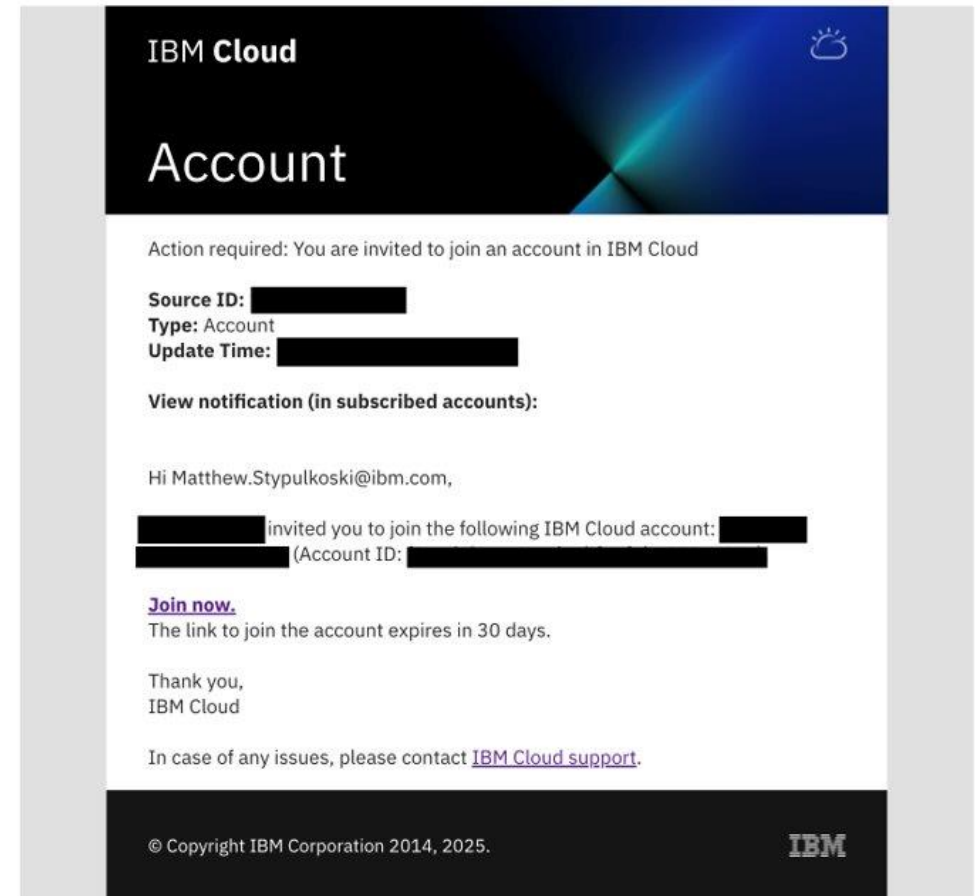 IBM Cloud
Account
Action required: You are invited to join an account in IBM Cloud
Source ID:
Type: Account
Update Time:
View notification (in subscribed accounts):
Hi Matthew.Stypulkoski@ibm.com,
invited you to join the following IBM Cloud account:
(Account ID:
Join now.
The link to join the account expires in 30 days.
Thank you,
IBM Cloud
In case of any issues, please contact IBM Cloud support.
© Copyright IBM Corporation 2014, 2025.
IBM